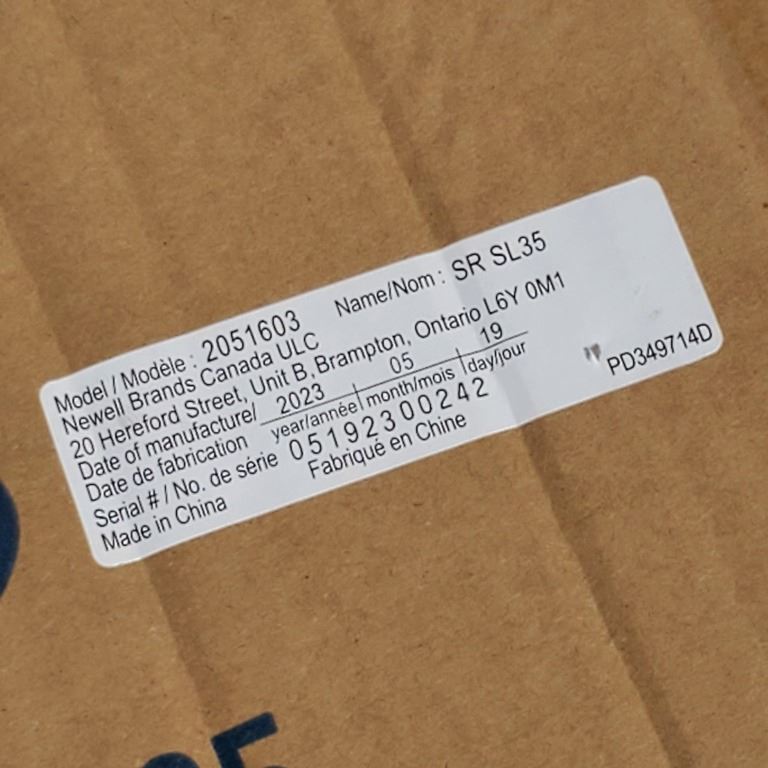 Model / Modèle : 2051603 Name/Nom : SR SL35
Newell Brands Canada ULC
20 Hereford Street, Unit B, Brampton, Ontario L6Y 0M1
Date of manufacture/ 2023 05 19
Date de fabrication year/année month/mois day/jour
Serial # / No. de série 05192300242
Made in China Fabriqué en Chine
PD349714D